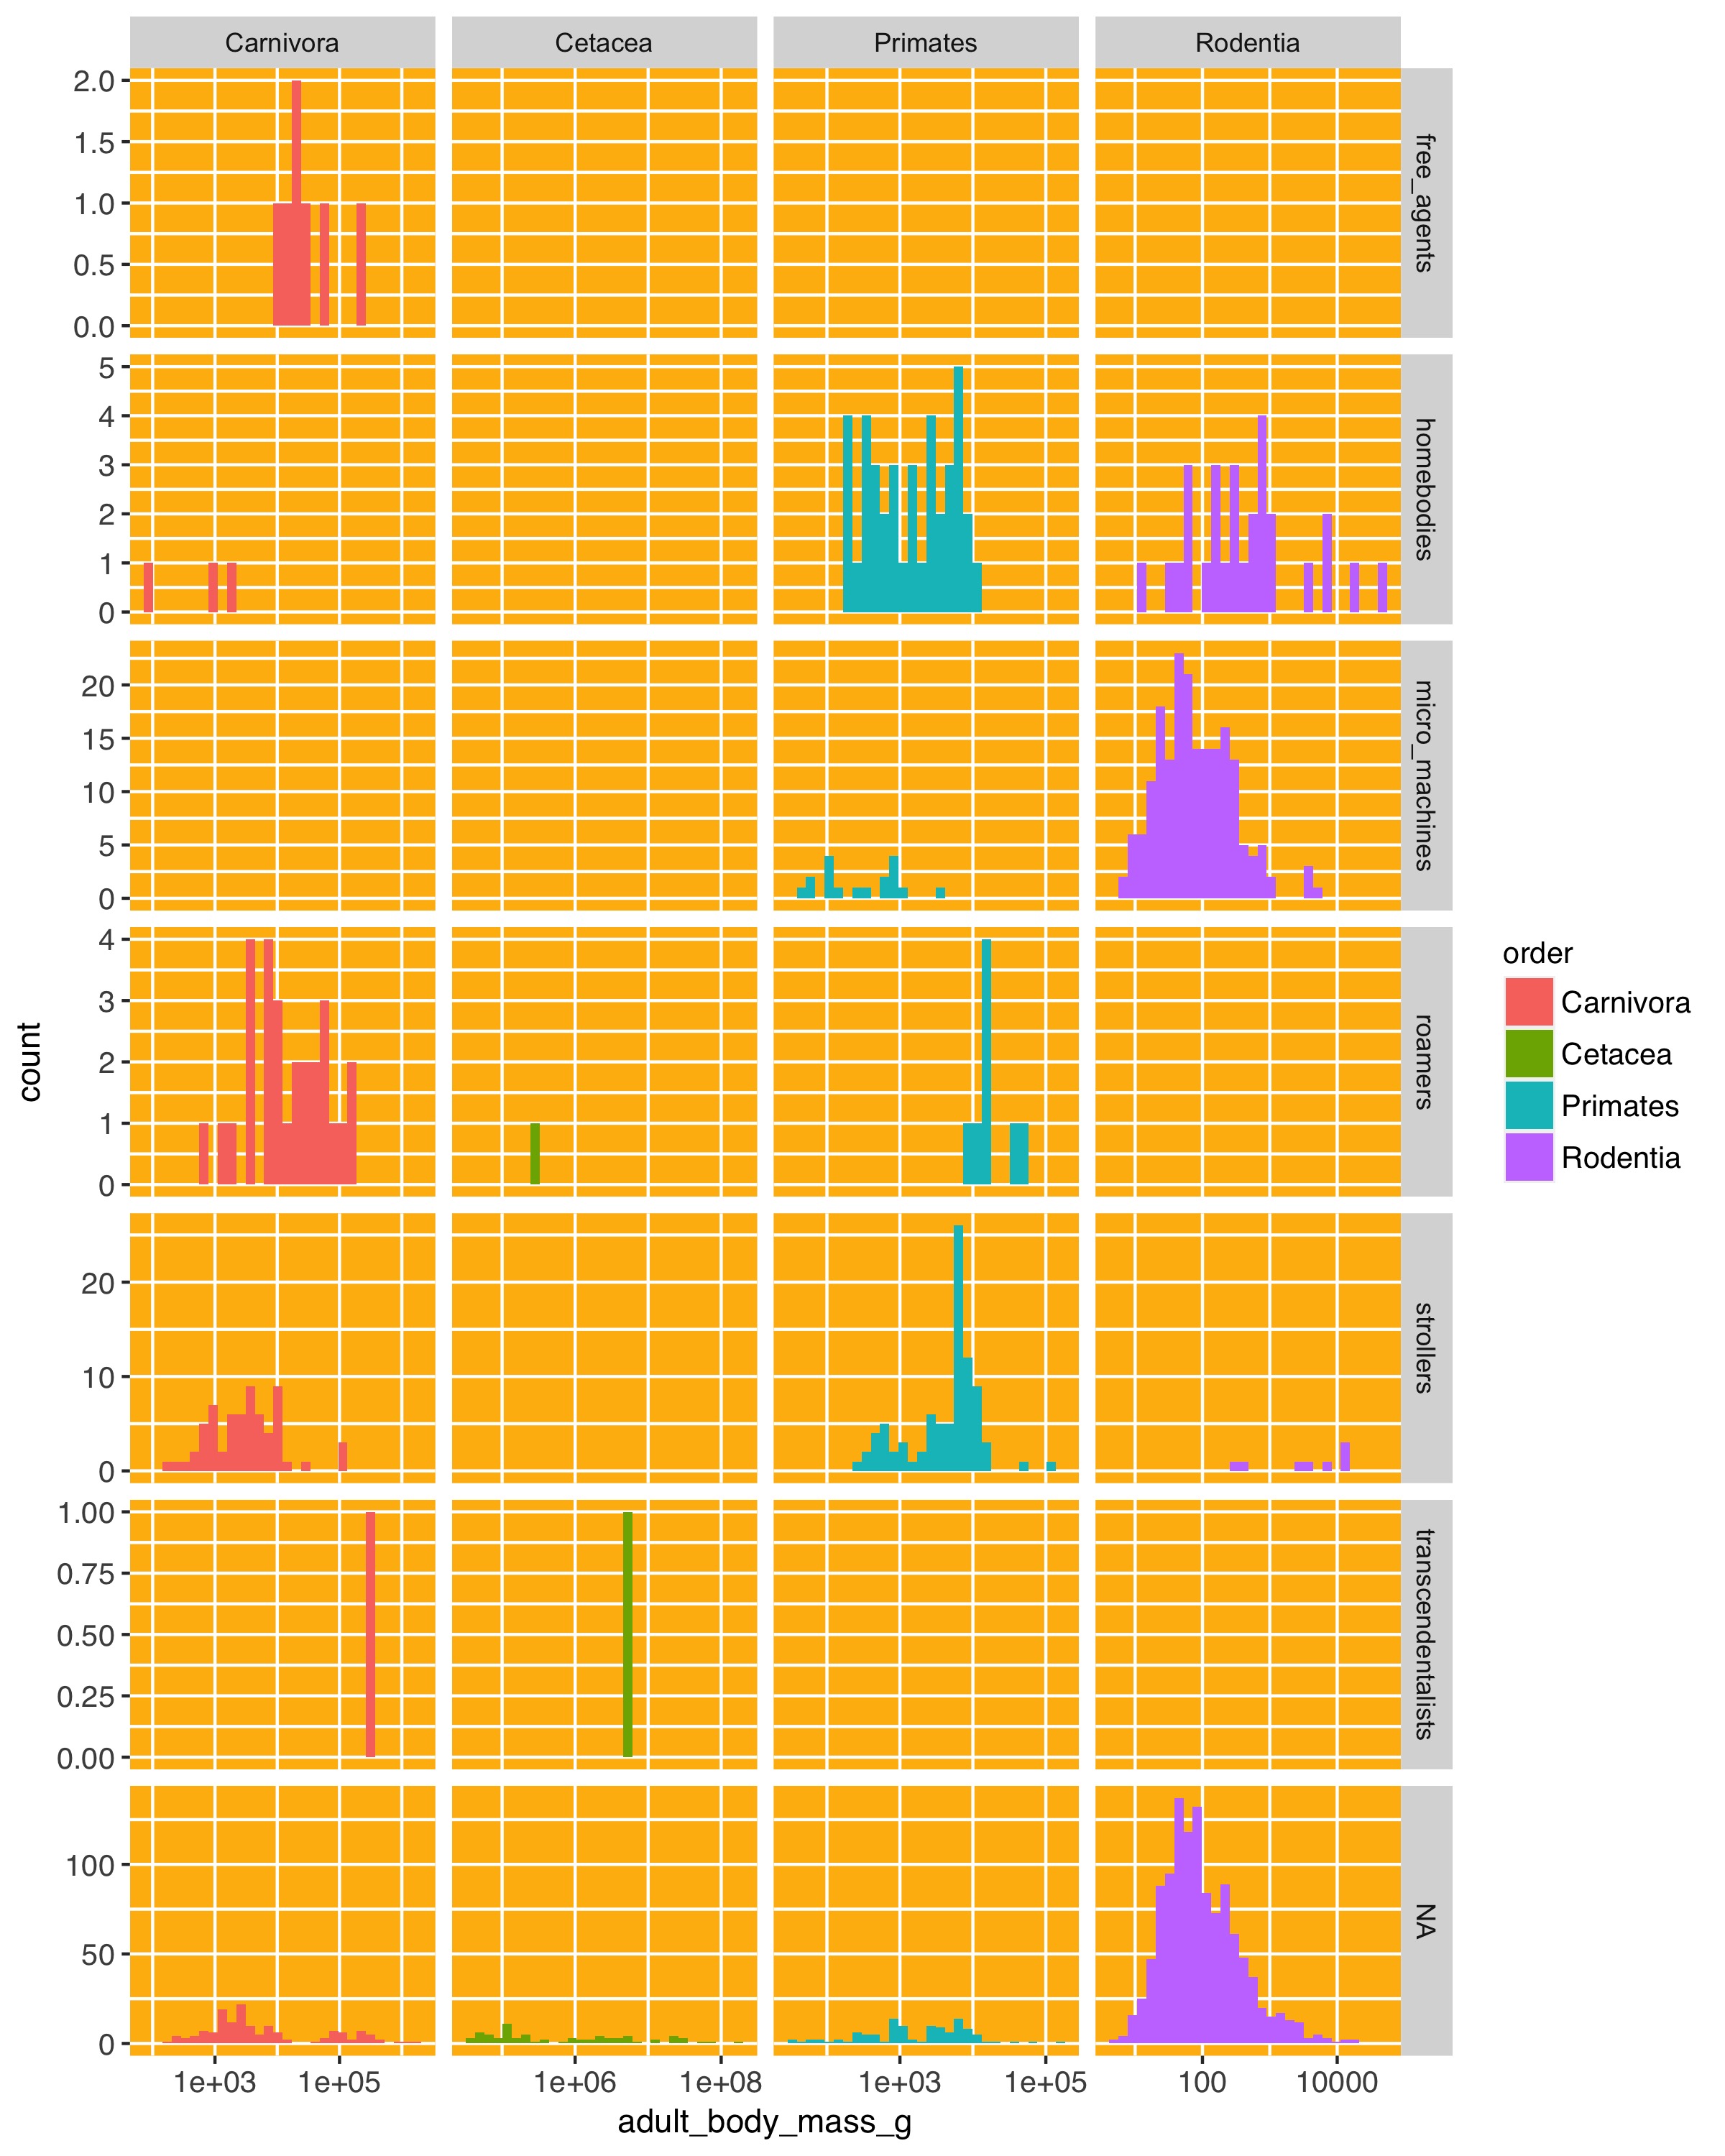 Carnivora Cetacea Primates Rodentia
2.0
1.5
1.0
0.5
0.0
free_agents
5
4
3
2
1
0
homebodies
20
15
10
5
0
micro_machines
4
3
2
1
0
roamers
20
10
0
strollers
1.00
0.75
0.50
0.25
0.00
transcendentalists
100
50
0
NA
1e+03 1e+05 1e+06 1e+08 1e+03 1e+05 100 10000
adult_body_mass_g
count
order
Carnivora
Cetacea
Primates
Rodentia